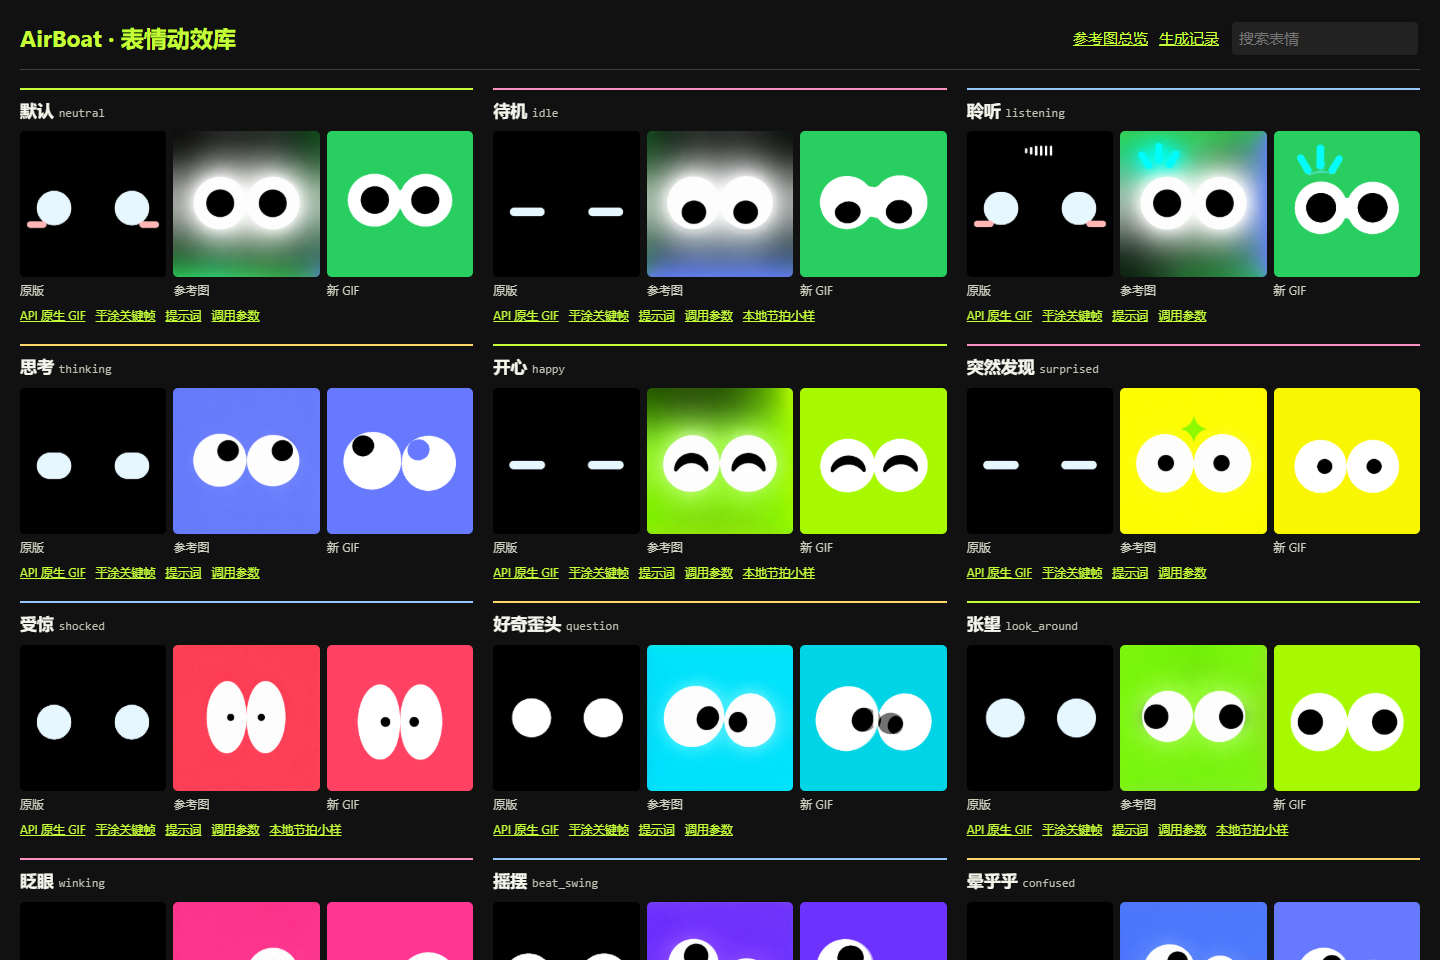 AirBoat · 表情动效库
参考图总览 生成记录 搜索表情
默认 neutral
原版 参考图 新 GIF
API 原生 GIF 平涂关键帧 提示词 调用参数
待机 idle
原版 参考图 新 GIF
API 原生 GIF 平涂关键帧 提示词 调用参数 本地节拍小样
聆听 listening
原版 参考图 新 GIF
API 原生 GIF 平涂关键帧 提示词 调用参数
思考 thinking
原版 参考图 新 GIF
API 原生 GIF 平涂关键帧 提示词 调用参数
开心 happy
原版 参考图 新 GIF
API 原生 GIF 平涂关键帧 提示词 调用参数 本地节拍小样
突然发现 surprised
原版 参考图 新 GIF
API 原生 GIF 平涂关键帧 提示词 调用参数
受惊 shocked
原版 参考图 新 GIF
API 原生 GIF 平涂关键帧 提示词 调用参数 本地节拍小样
好奇歪头 question
原版 参考图 新 GIF
API 原生 GIF 平涂关键帧 提示词 调用参数
张望 look_around
原版 参考图 新 GIF
API 原生 GIF 平涂关键帧 提示词 调用参数 本地节拍小样
眨眼 winking
摇摆 beat_swing
晕乎乎 confused